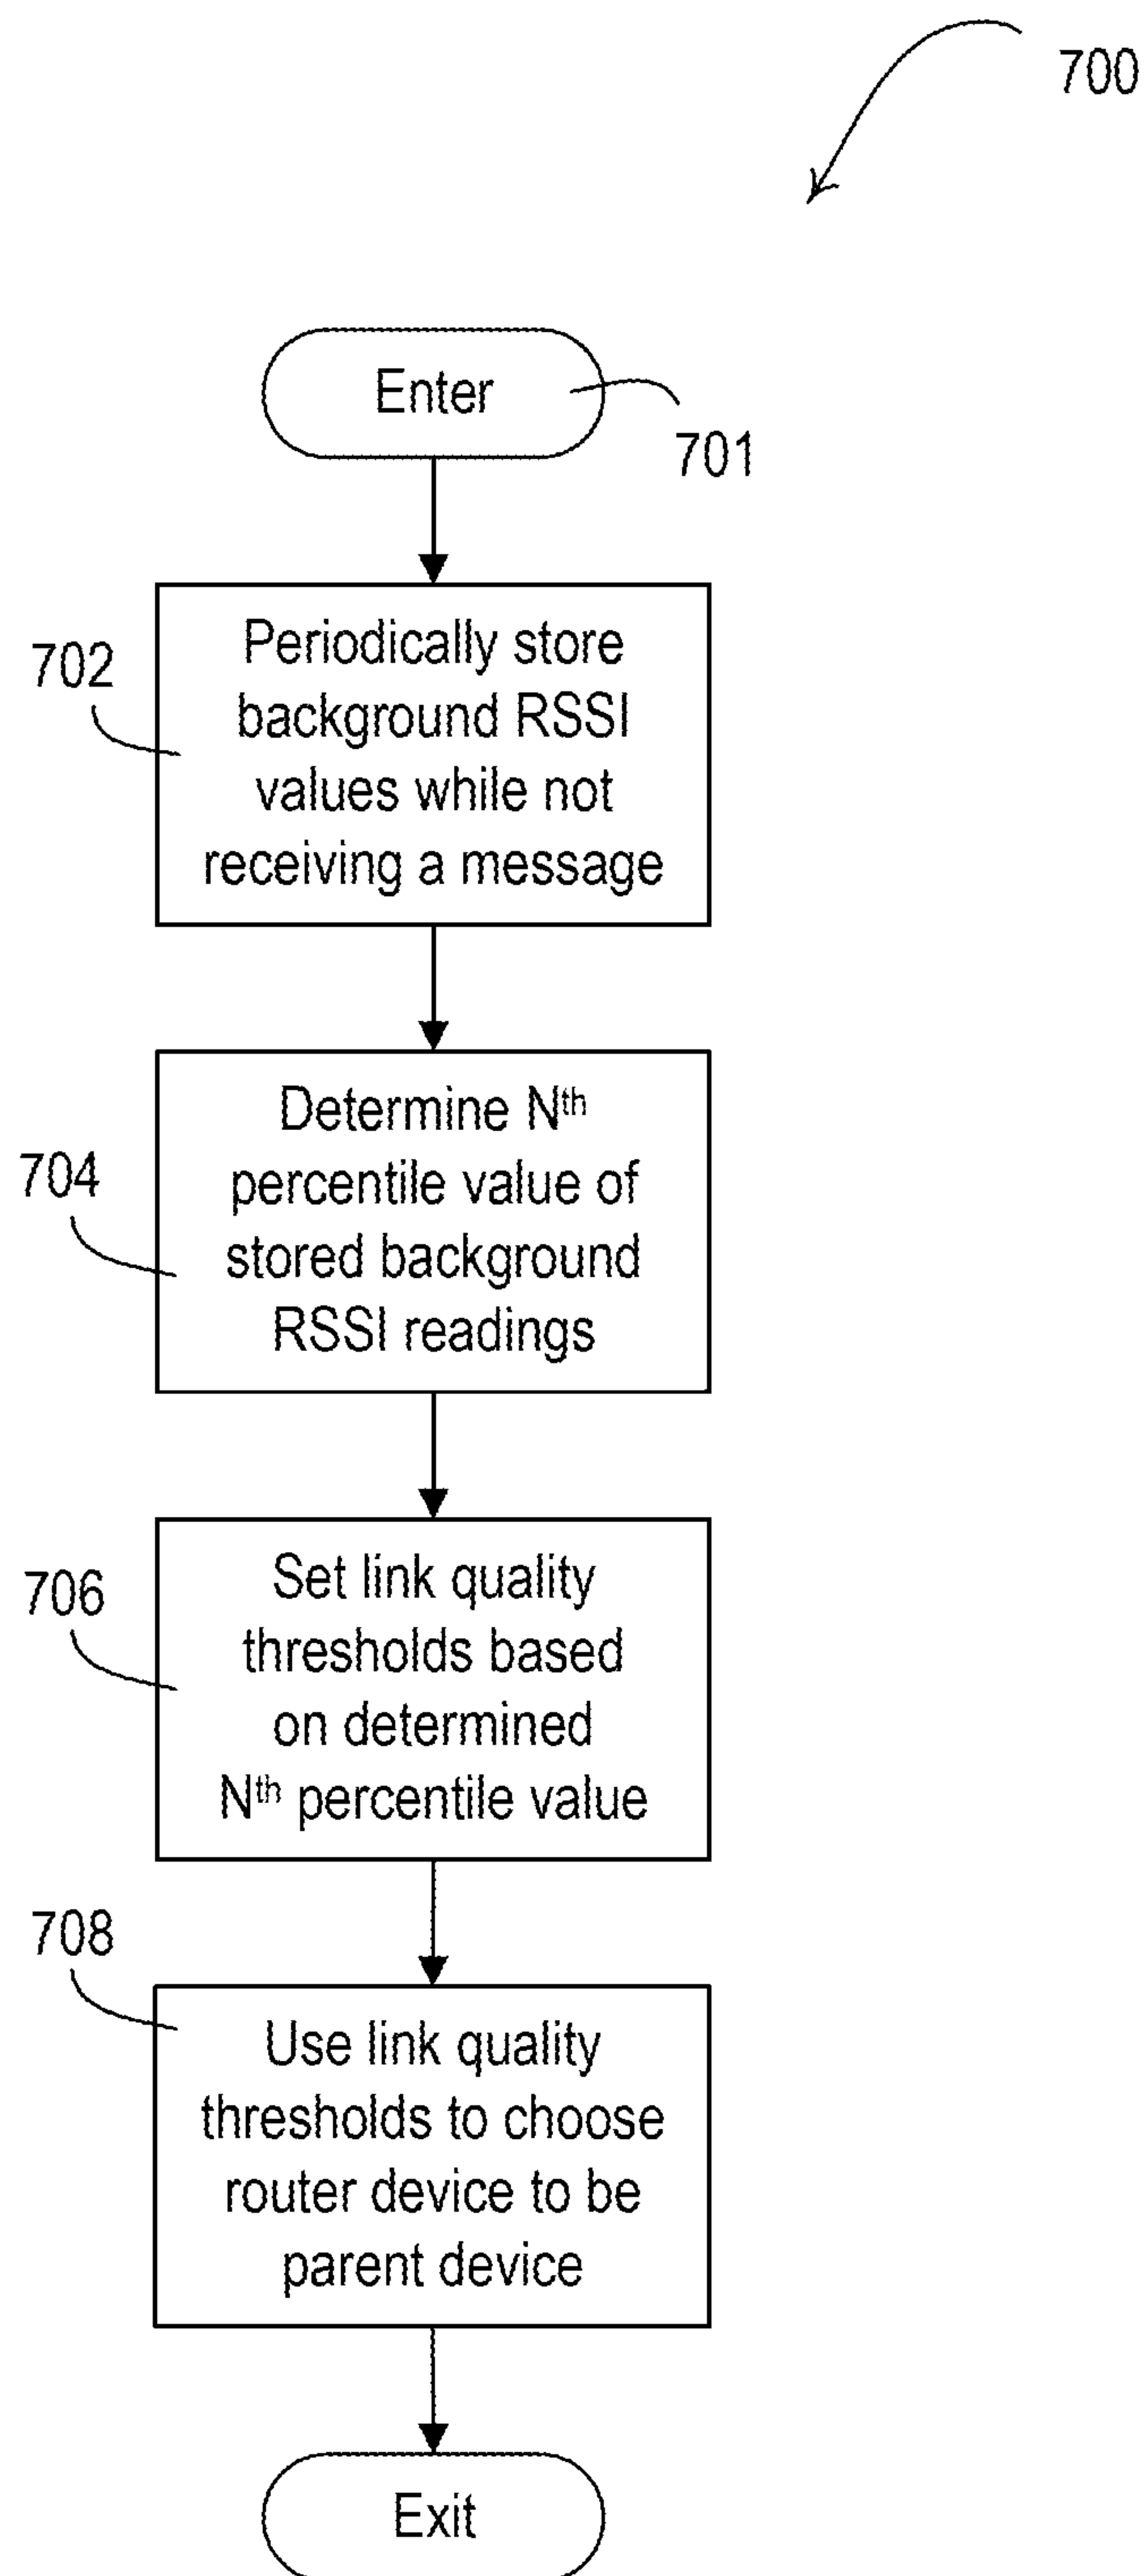 700
Enter
701
702
Periodically store
background RSSI
values while not
receiving a message
704
Determine Nth
percentile value of
stored background
RSSI readings
706
Set link quality
thresholds based
on determined
Nth percentile value
708
Use link quality
thresholds to choose
router device to be
parent device
Exit